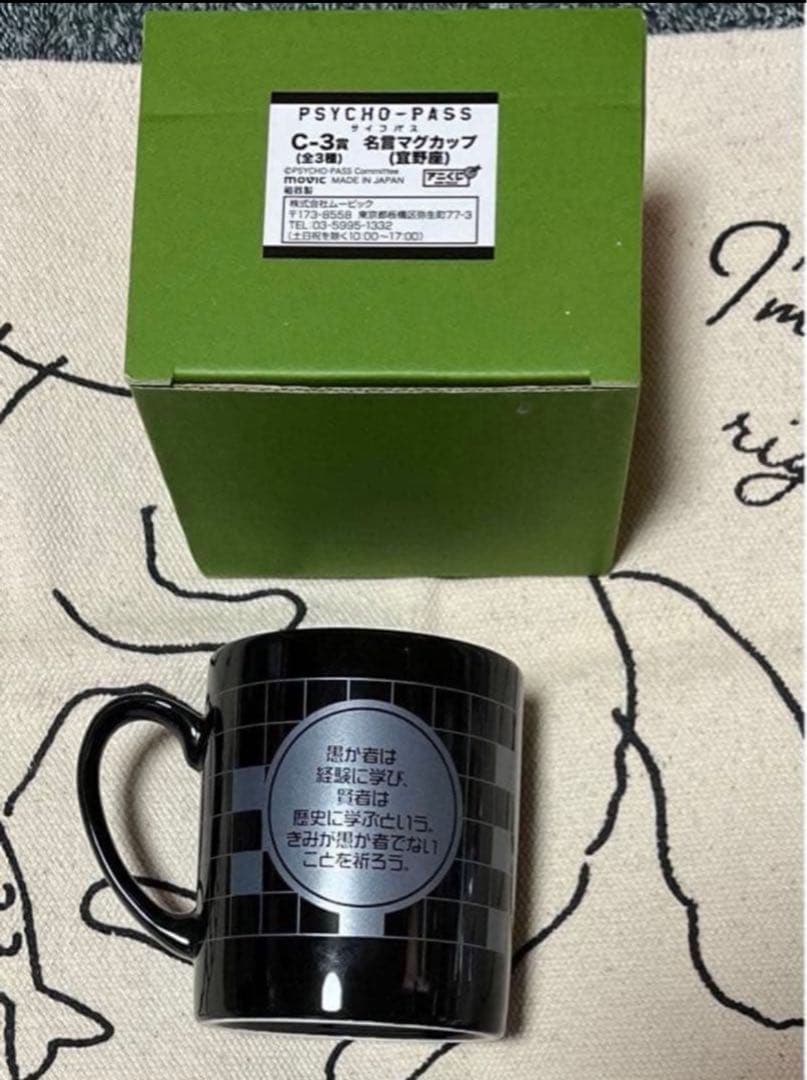 PSYCHO-PASS
サイコパス
C-3賞 名言マグカップ
(全3種) (宜野座)
©PSYCHO-PASS Committee
movic MADE IN JAPAN アニくじ
磁器製
株式会社ムービック
〒173-8558 東京都板橋区弥生町77-3
TEL 03-5995-1332
(土日祝を除く10:00～17:00)
I'm
rig
愚か者は
経験に学び、
賢者は
歴史に学ぶという。
きみが愚か者でない
ことを祈ろう。